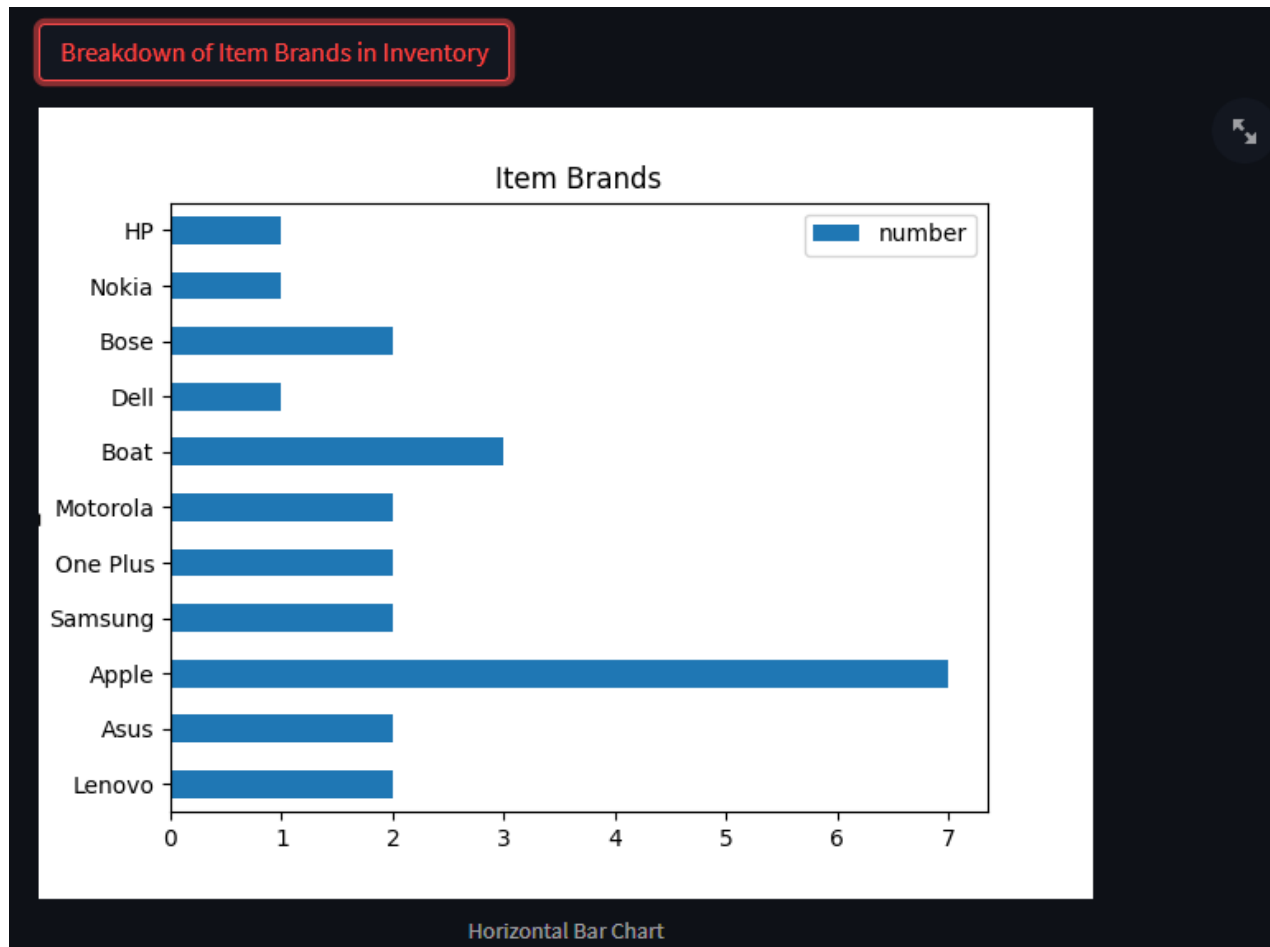 Breakdown of Item Brands in Inventory
Item Brands
number
HP
Nokia
Bose
Dell
Boat
Motorola
One Plus
Samsung
Apple
Asus
Lenovo
0 1 2 3 4 5 6 7
Horizontal Bar Chart